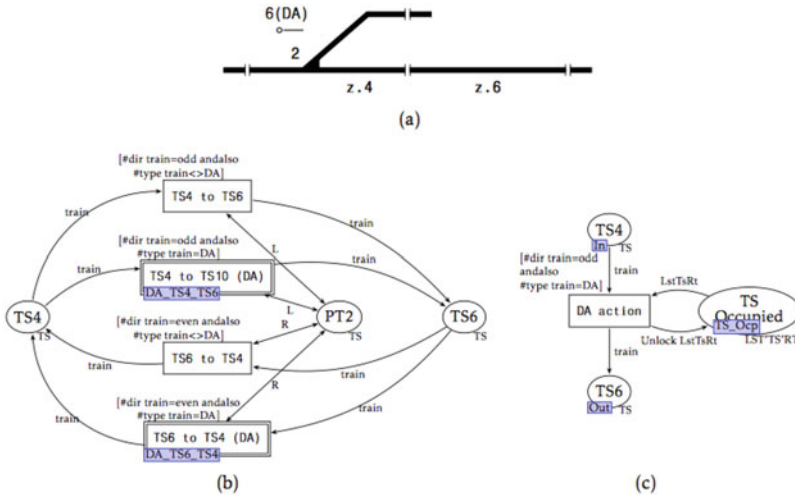 6(DA)
2
z.4
z.6
(a)
[#dir train=odd andalso
#type train<>DA]
TS4 to TS6
train
train
L
[#dir train=odd andalso
#type train=DA]
TS4 to TS10 (DA)
DA_TS4_TS6
train
train
L
R
TS4
TS
PT2
TS
TS6
TS
[#dir train=even andalso
#type train<>DA]
TS6 to TS4
train
train
R
[#dir train=even andalso
#type train=DA]
TS6 to TS4 (DA)
DA_TS6_TS4
train
train
(b)
TS4
In
TS
[#dir train=odd
andalso
#type train=DA]
train
DA action
LstTsRt
Unlock LstTsRt
TS
Occupied
TS_Ocp
LST'TS'RT
train
TS6
Out
TS
(c)